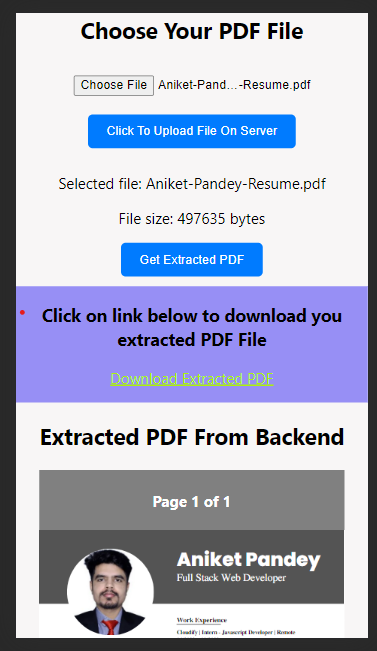 Choose Your PDF File
Choose File Aniket-Pand...-Resume.pdf
Click To Upload File On Server
Selected file: Aniket-Pandey-Resume.pdf
File size: 497635 bytes
Get Extracted PDF
Click on link below to download you
extracted PDF File
Download Extracted PDF
Extracted PDF From Backend
Page 1 of 1
Aniket Pandey
Full Stack Web Developer
Work Experience
Cloudify | Intern - Javascript Developer | Remote